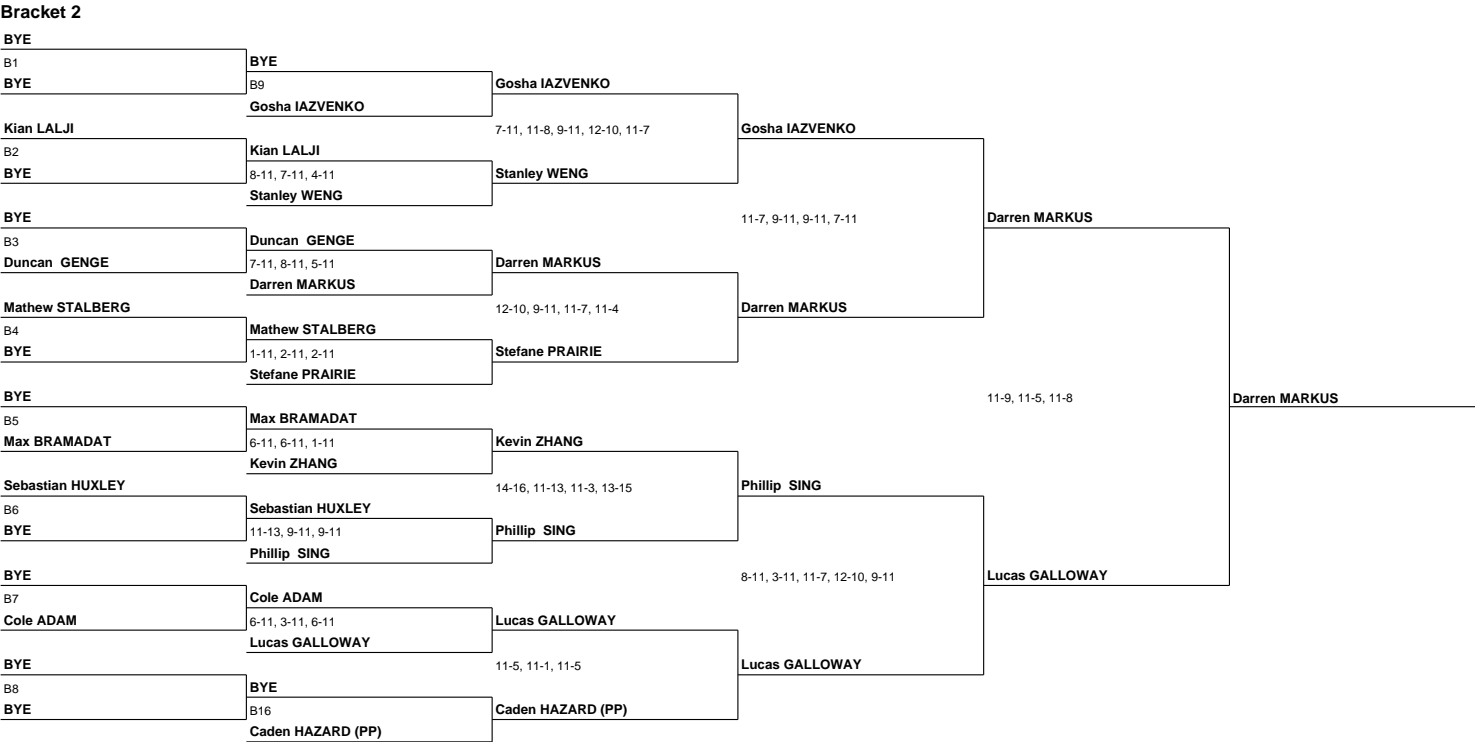 Bracket 2
BYE
B1
BYE
BYE
B9
Gosha IAZVENKO
Gosha IAZVENKO
Kian LALJI
B2
BYE
Kian LALJI
8-11, 7-11, 4-11
Stanley WENG
7-11, 11-8, 9-11, 12-10, 11-7
Stanley WENG
Gosha IAZVENKO
BYE
B3
Duncan  GENGE
Duncan  GENGE
7-11, 8-11, 5-11
Darren MARKUS
Darren MARKUS
11-7, 9-11, 9-11, 7-11
Darren MARKUS
Mathew STALBERG
B4
BYE
Mathew STALBERG
1-11, 2-11, 2-11
Stefane PRAIRIE
12-10, 9-11, 11-7, 11-4
Stefane PRAIRIE
Darren MARKUS
BYE
B5
Max BRAMADAT
Max BRAMADAT
6-11, 6-11, 1-11
Kevin ZHANG
Kevin ZHANG
11-9, 11-5, 11-8
Darren MARKUS
Sebastian HUXLEY
B6
BYE
Sebastian HUXLEY
11-13, 9-11, 9-11
Phillip  SING
14-16, 11-13, 11-3, 13-15
Phillip  SING
Phillip  SING
BYE
B7
Cole ADAM
Cole ADAM
6-11, 3-11, 6-11
Lucas GALLOWAY
Lucas GALLOWAY
8-11, 3-11, 11-7, 12-10, 9-11
Lucas GALLOWAY
BYE
B8
BYE
BYE
B16
Caden HAZARD (PP)
11-5, 11-1, 11-5
Caden HAZARD (PP)
Lucas GALLOWAY